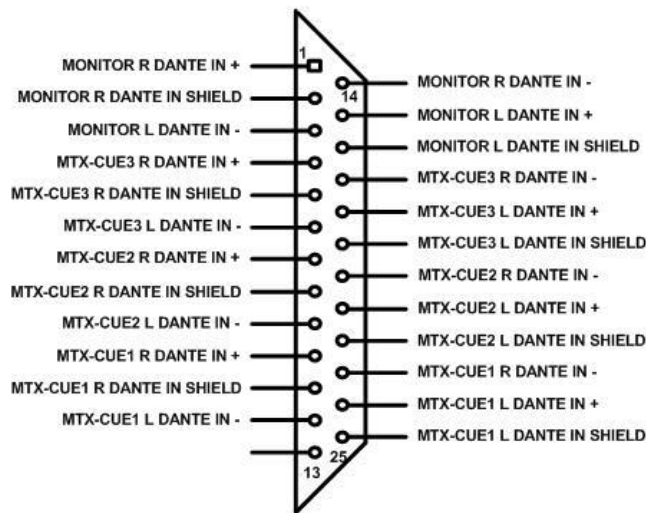 1
MONITOR R DANTE IN +
MONITOR R DANTE IN SHIELD
MONITOR L DANTE IN -
MTX-CUE3 R DANTE IN +
MTX-CUE3 R DANTE IN SHIELD
MTX-CUE3 L DANTE IN -
MTX-CUE2 R DANTE IN +
MTX-CUE2 R DANTE IN SHIELD
MTX-CUE2 L DANTE IN -
MTX-CUE1 R DANTE IN +
MTX-CUE1 R DANTE IN SHIELD
MTX-CUE1 L DANTE IN -
13
14
MONITOR R DANTE IN -
MONITOR L DANTE IN +
MONITOR L DANTE IN SHIELD
MTX-CUE3 R DANTE IN -
MTX-CUE3 L DANTE IN +
MTX-CUE3 L DANTE IN SHIELD
MTX-CUE2 R DANTE IN -
MTX-CUE2 L DANTE IN +
MTX-CUE2 L DANTE IN SHIELD
MTX-CUE1 R DANTE IN -
MTX-CUE1 L DANTE IN +
MTX-CUE1 L DANTE IN SHIELD
25